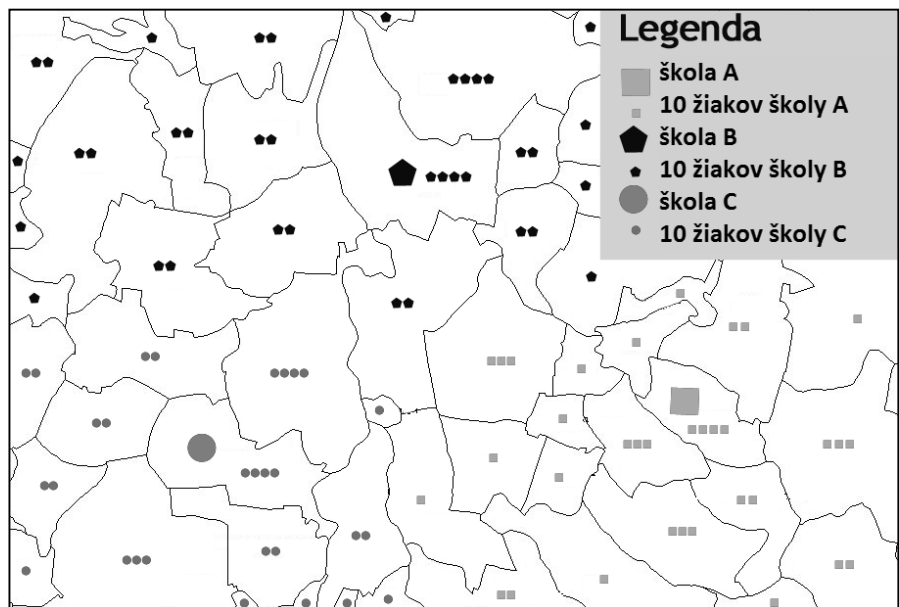 Legenda
škola A
10 žiakov školy A
škola B
10 žiakov školy B
škola C
10 žiakov školy C